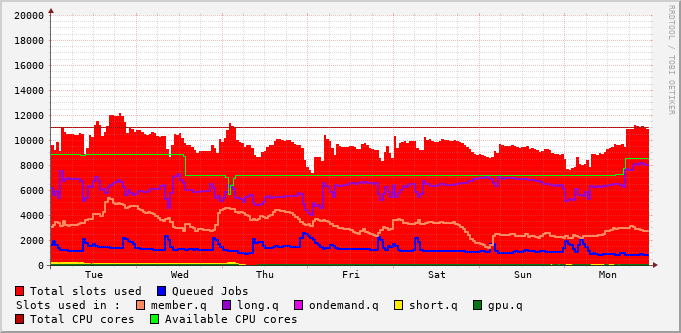 20000
18000
16000
14000
12000
10000
8000
6000
4000
2000
0
Tue Wed Thu Fri Sat Sun Mon
RRDTOOL / TOBI OETIKER
Total slots used Queued Jobs
Slots used in : member.q long.q ondemand.q short.q gpu.q
Total CPU cores Available CPU cores